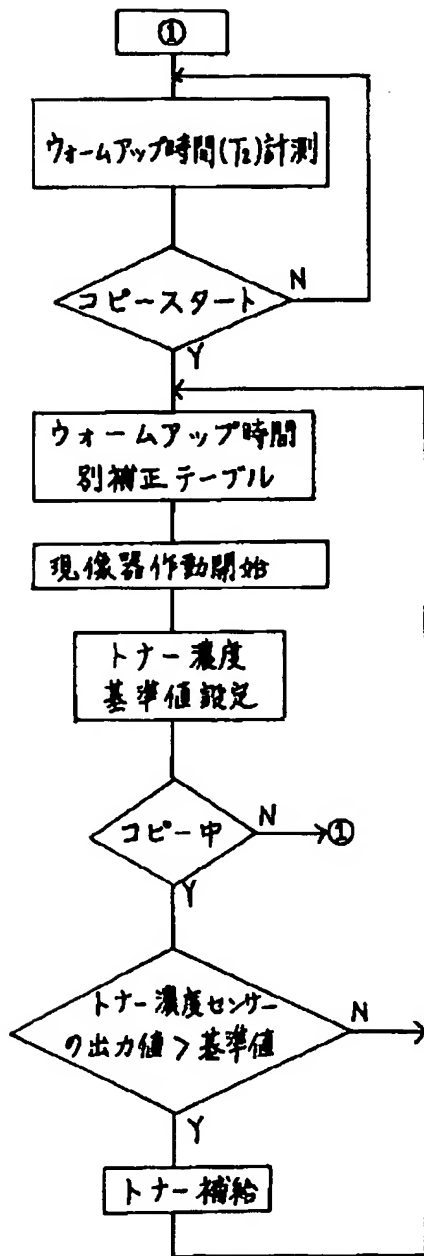 ①
ウォームアップ時間(T₂)計測
コピースタート
N
Y
ウォームアップ時間
別補正テーブル
現像器作動開始
トナー濃度
基準値設定
コピー中
N
①
Y
トナー濃度センサー
の出力値>基準値
N
Y
トナー補給